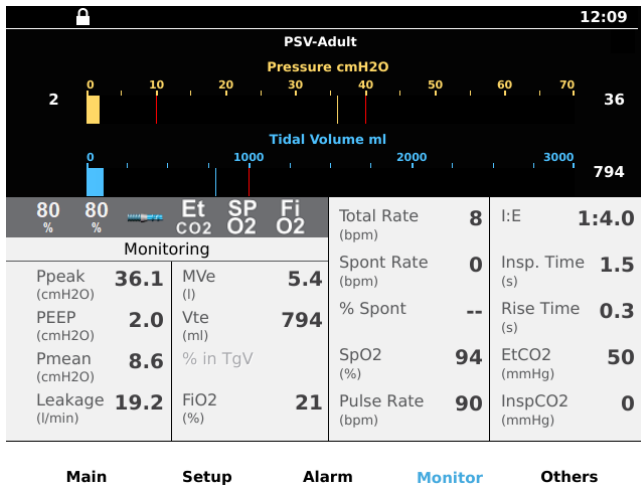 12:09
PSV-Adult
Pressure cmH2O
0 10 20 30 40 50 60 70
2 36
Tidal Volume ml
0 1000 2000 3000
794
80 % 80 % Et CO2 SP O2 Fi O2
Monitoring
Ppeak (cmH2O) 36.1
PEEP (cmH2O) 2.0
Pmean (cmH2O) 8.6
Leakage (l/min) 19.2
MVe (l) 5.4
Vte (ml) 794
% in TgV
FiO2 (%) 21
Total Rate (bpm) 8
Spont Rate (bpm) 0
% Spont --
SpO2 (%) 94
Pulse Rate (bpm) 90
I:E 1:4.0
Insp. Time (s) 1.5
Rise Time (s) 0.3
EtCO2 (mmHg) 50
InspCO2 (mmHg) 0
Main Setup Alarm Monitor Others